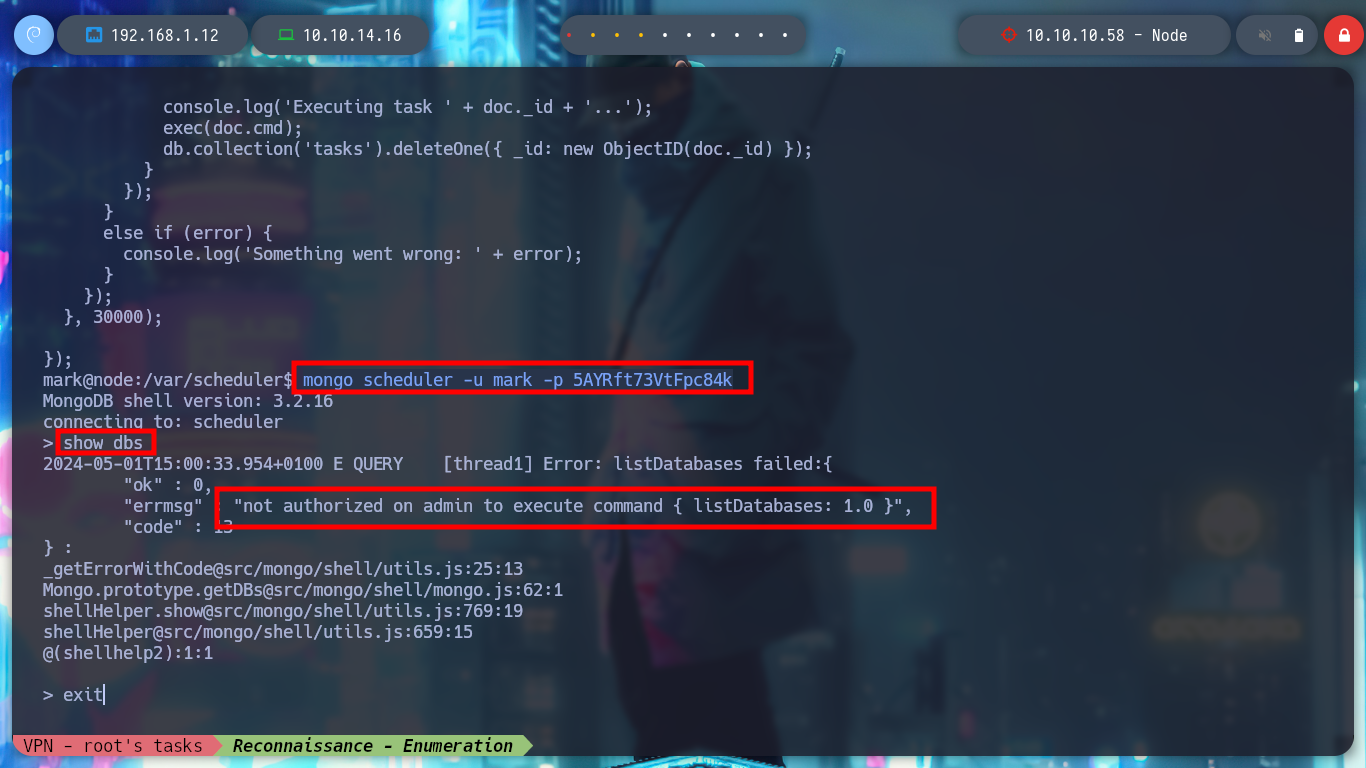 192.168.1.12 10.10.14.16 10.10.10.58 - Node
console.log('Executing task ' + doc._id + '...');
exec(doc.cmd);
db.collection('tasks').deleteOne({ _id: new ObjectID(doc._id) });
}
});
}
else if (error) {
console.log('Something went wrong: ' + error);
}
});
}, 30000);
});
mark@node:/var/scheduler$ mongo scheduler -u mark -p 5AYRft73VtFpc84k
MongoDB shell version: 3.2.16
connecting to: scheduler
> show dbs
2024-05-01T15:00:33.954+0100 E QUERY    [thread1] Error: listDatabases failed:{
"ok" : 0,
"errmsg" : "not authorized on admin to execute command { listDatabases: 1.0 }",
"code" : 13
} :
_getErrorWithCode@src/mongo/shell/utils.js:25:13
Mongo.prototype.getDBs@src/mongo/shell/mongo.js:62:1
shellHelper.show@src/mongo/shell/utils.js:769:19
shellHelper@src/mongo/shell/utils.js:659:15
@(shellhelp2):1:1
> exit
VPN - root's tasks Reconnaissance - Enumeration